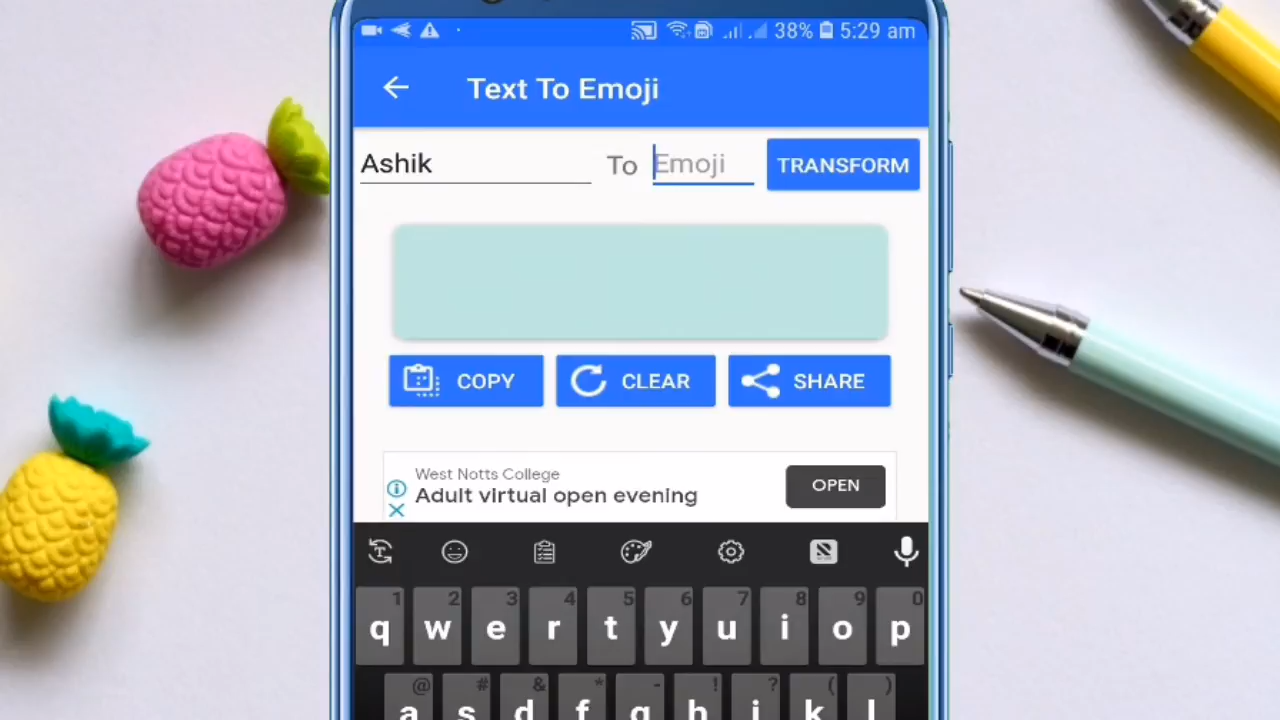 38% 5:29 am
Text To Emoji
Ashik To Emoji TRANSFORM
COPY CLEAR SHARE
West Notts College
Adult virtual open evening
OPEN
1 2 3 4 5 6 7 8 9 0
q w e r t y u i o p
@ # & * - ! ? ( )
a s d f g h j k l